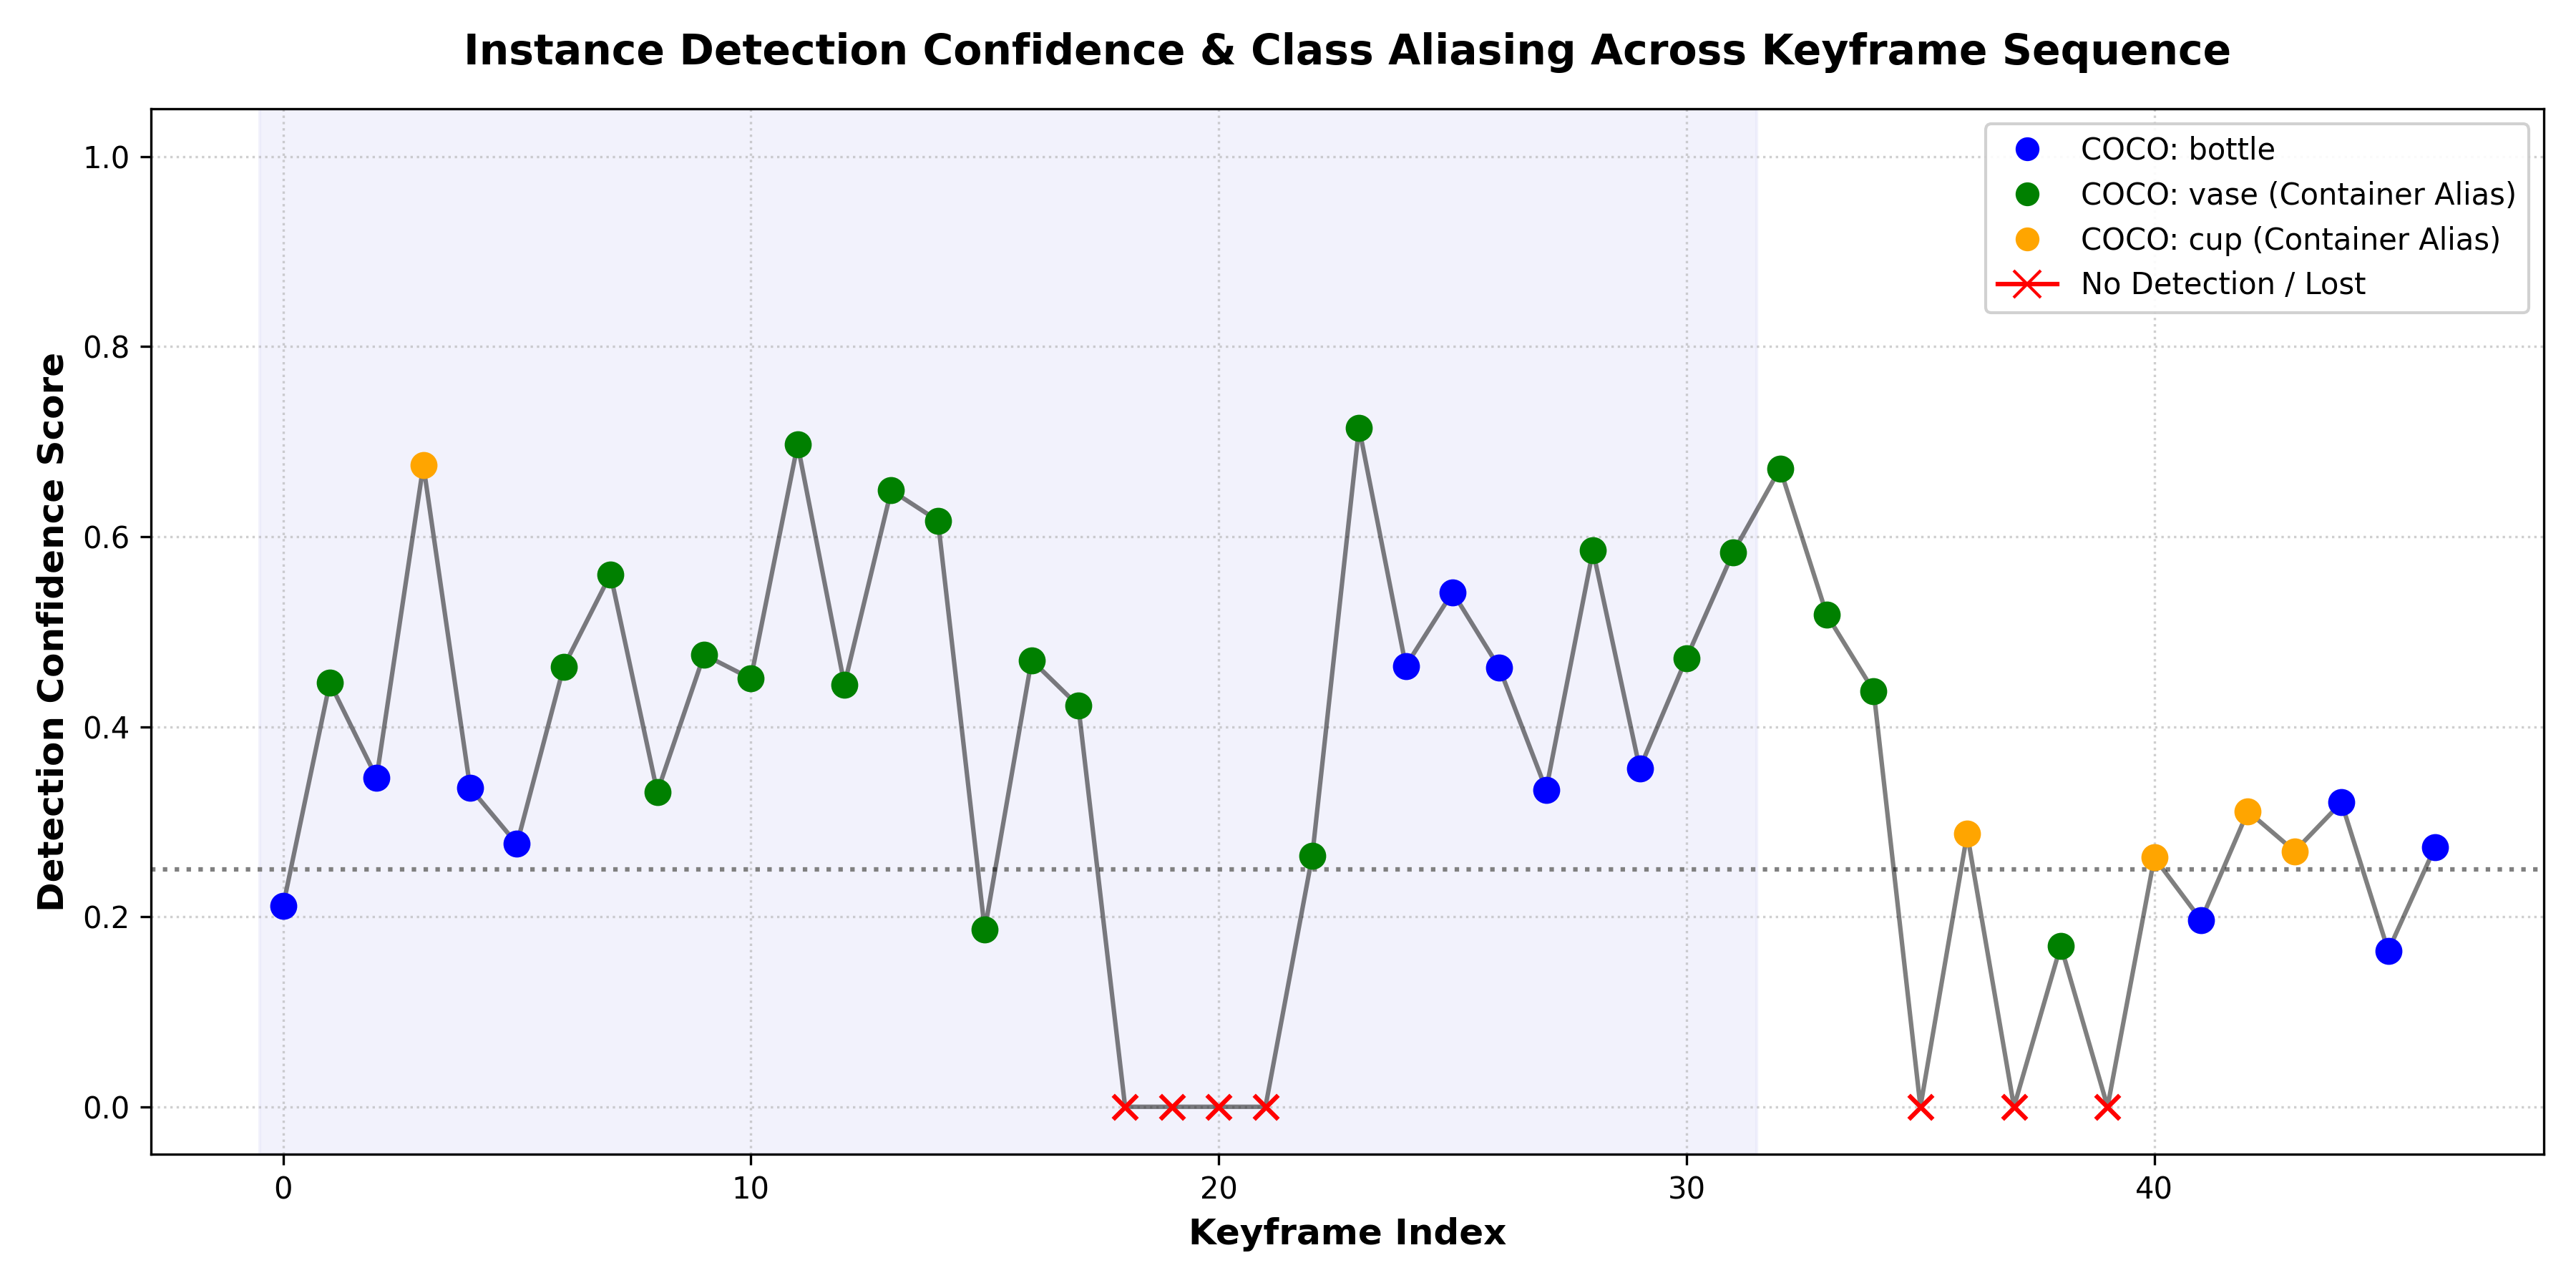 Instance Detection Confidence & Class Aliasing Across Keyframe Sequence
COCO: bottle
COCO: vase (Container Alias)
COCO: cup (Container Alias)
No Detection / Lost
Detection Confidence Score
1.0
0.8
0.6
0.4
0.2
0.0
0 10 20 30 40
Keyframe Index